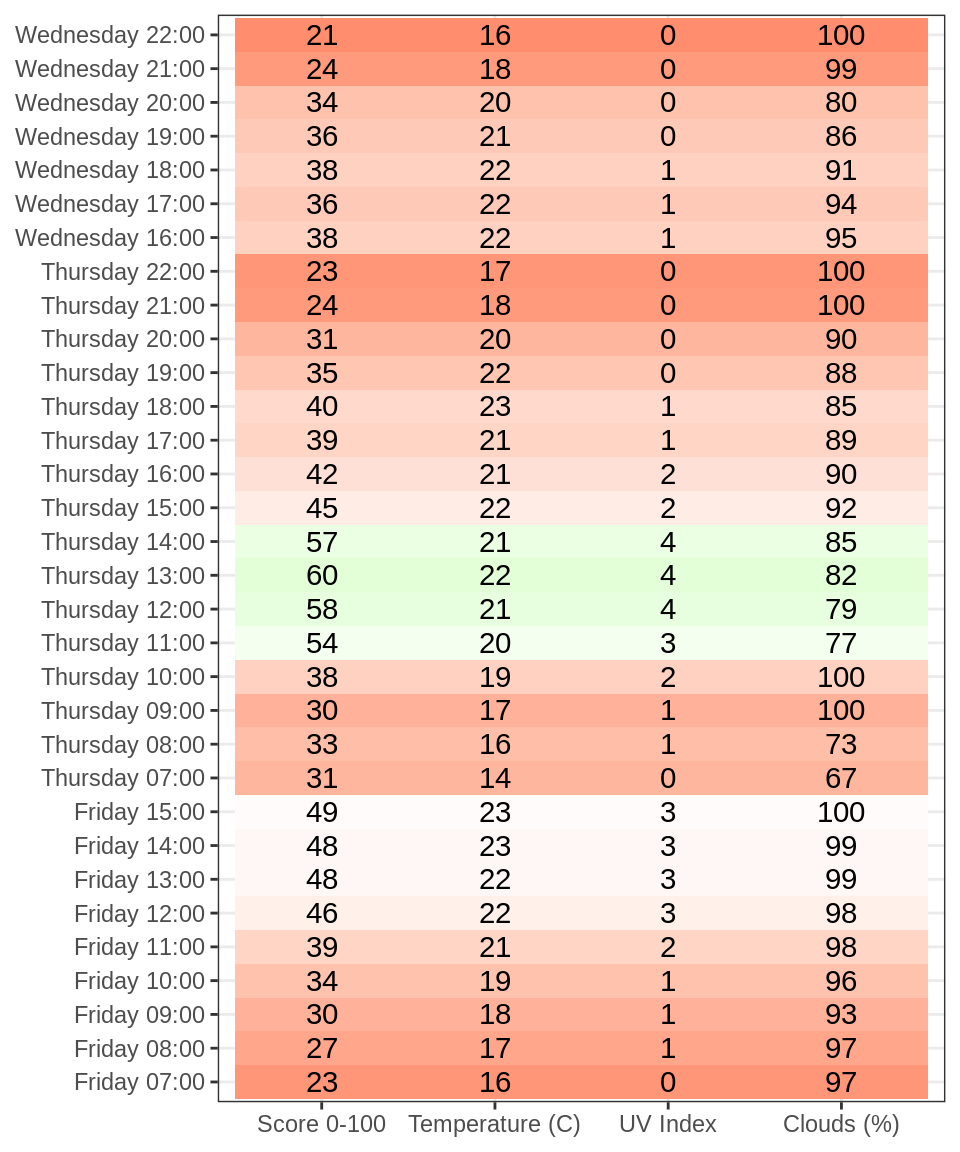 Wednesday 22:00 21 16 0 100
Wednesday 21:00 24 18 0 99
Wednesday 20:00 34 20 0 80
Wednesday 19:00 36 21 0 86
Wednesday 18:00 38 22 1 91
Wednesday 17:00 36 22 1 94
Wednesday 16:00 38 22 1 95
Thursday 22:00 23 17 0 100
Thursday 21:00 24 18 0 100
Thursday 20:00 31 20 0 90
Thursday 19:00 35 22 0 88
Thursday 18:00 40 23 1 85
Thursday 17:00 39 21 1 89
Thursday 16:00 42 21 2 90
Thursday 15:00 45 22 2 92
Thursday 14:00 57 21 4 85
Thursday 13:00 60 22 4 82
Thursday 12:00 58 21 4 79
Thursday 11:00 54 20 3 77
Thursday 10:00 38 19 2 100
Thursday 09:00 30 17 1 100
Thursday 08:00 33 16 1 73
Thursday 07:00 31 14 0 67
Friday 15:00 49 23 3 100
Friday 14:00 48 23 3 99
Friday 13:00 48 22 3 99
Friday 12:00 46 22 3 98
Friday 11:00 39 21 2 98
Friday 10:00 34 19 1 96
Friday 09:00 30 18 1 93
Friday 08:00 27 17 1 97
Friday 07:00 23 16 0 97
Score 0-100 Temperature (C) UV Index Clouds (%)